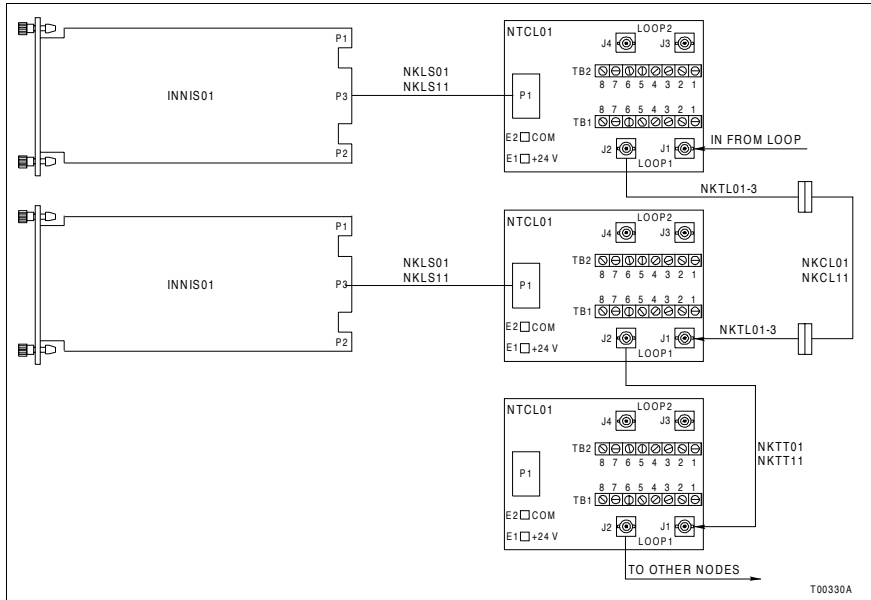 P1
INNIS01
P3
P2
NKLS01
NKLS11
NTCL01
LOOP2
J4
J3
TB2
8 7 6 5 4 3 2 1
P1
8 7 6 5 4 3 2 1
TB1
E2 COM
E1 +24 V
J2
J1
LOOP1
IN FROM LOOP
NKTL01-3
NKCL01
NKCL11
P1
INNIS01
P3
P2
NKLS01
NKLS11
NTCL01
LOOP2
J4
J3
TB2
8 7 6 5 4 3 2 1
P1
8 7 6 5 4 3 2 1
TB1
E2 COM
E1 +24 V
J2
J1
LOOP1
NKTL01-3
NKTT01
NKTT11
NTCL01
LOOP2
J4
J3
TB2
8 7 6 5 4 3 2 1
P1
8 7 6 5 4 3 2 1
TB1
E2 COM
E1 +24 V
J2
J1
LOOP1
TO OTHER NODES
T00330A